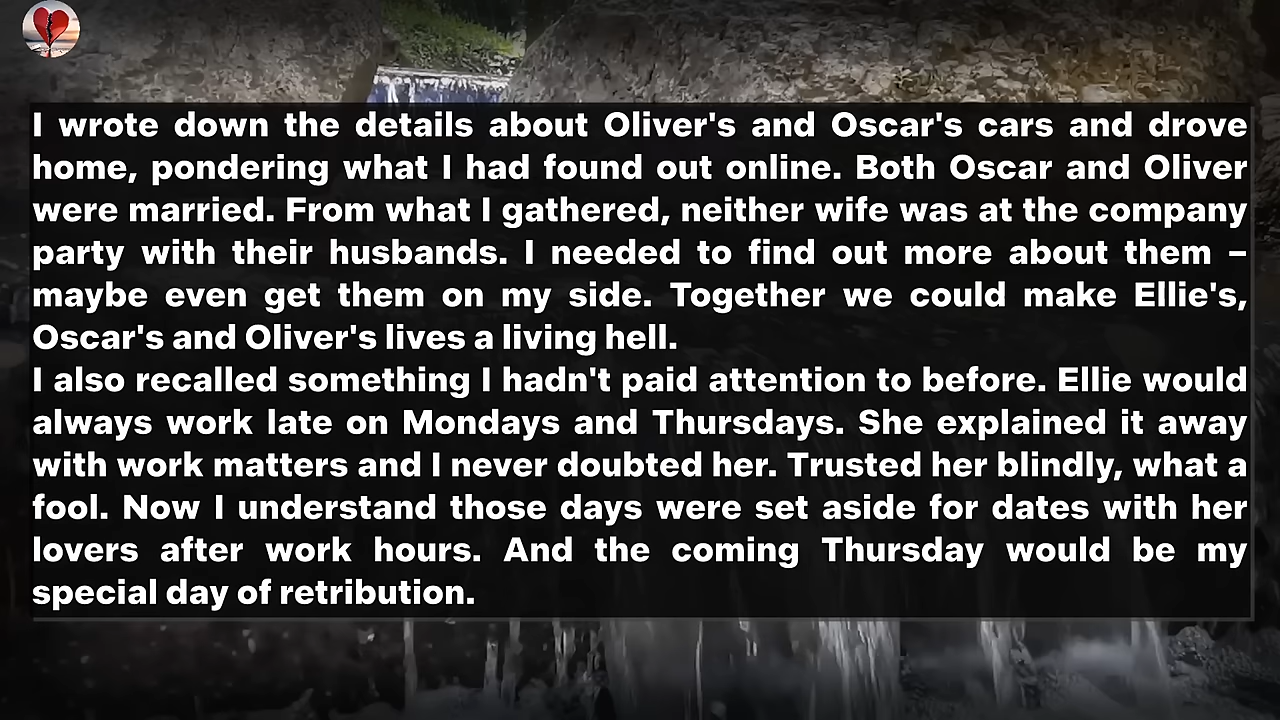 I wrote down the details about Oliver's and Oscar's cars and drove
home, pondering what I had found out online. Both Oscar and Oliver
were married. From what I gathered, neither wife was at the company
party with their husbands. I needed to find out more about them –
maybe even get them on my side. Together we could make Ellie's,
Oscar's and Oliver's lives a living hell.
I also recalled something I hadn't paid attention to before. Ellie would
always work late on Mondays and Thursdays. She explained it away
with work matters and I never doubted her. Trusted her blindly, what a
fool. Now I understand those days were set aside for dates with her
lovers after work hours. And the coming Thursday would be my
special day of retribution.